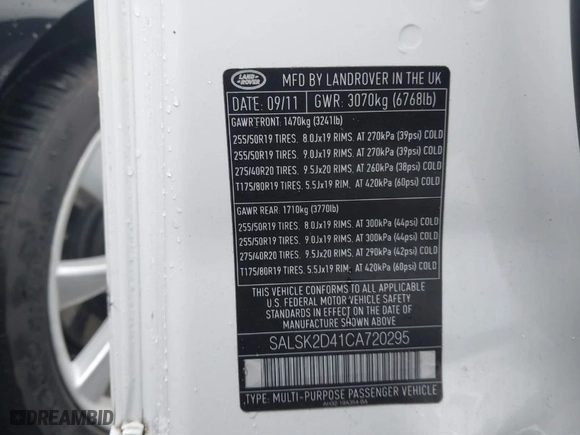 LAND
ROVER
MFD BY LANDROVER IN THE UK
DATE: 09/11 GWR: 3070kg (6768lb)
GAWR FRONT: 1470kg (3241lb)
255/50R19 TIRES. 8.0Jx19 RIMS. AT 270kPa (39psi) COLD
255/50R19 TIRES. 9.0Jx19 RIMS. AT 270kPa (39psi) COLD
275/40R20 TIRES. 9.5Jx20 RIMS. AT 260kPa (38psi) COLD
T175/80R19 TIRES. 5.5Jx19 RIM. AT 420kPa (60psi) COLD
GAWR REAR: 1710kg (3770lb)
255/50R19 TIRES. 8.0Jx19 RIMS. AT 300kPa (44psi) COLD
255/50R19 TIRES. 9.0Jx19 RIMS. AT 300kPa (44psi) COLD
275/40R20 TIRES. 9.5Jx20 RIMS. AT 290kPa (42psi) COLD
T175/80R19 TIRES. 5.5Jx19 RIM. AT 420kPa (60psi) COLD
THIS VEHICLE CONFORMS TO ALL APPLICABLE
U.S. FEDERAL MOTOR VEHICLE SAFETY
STANDARDS IN EFFECT ON THE DATE OF
MANUFACTURE SHOWN ABOVE
SALSK2D41CA720295
TYPE: MULTI-PURPOSE PASSENGER VEHICLE
DREAMBID